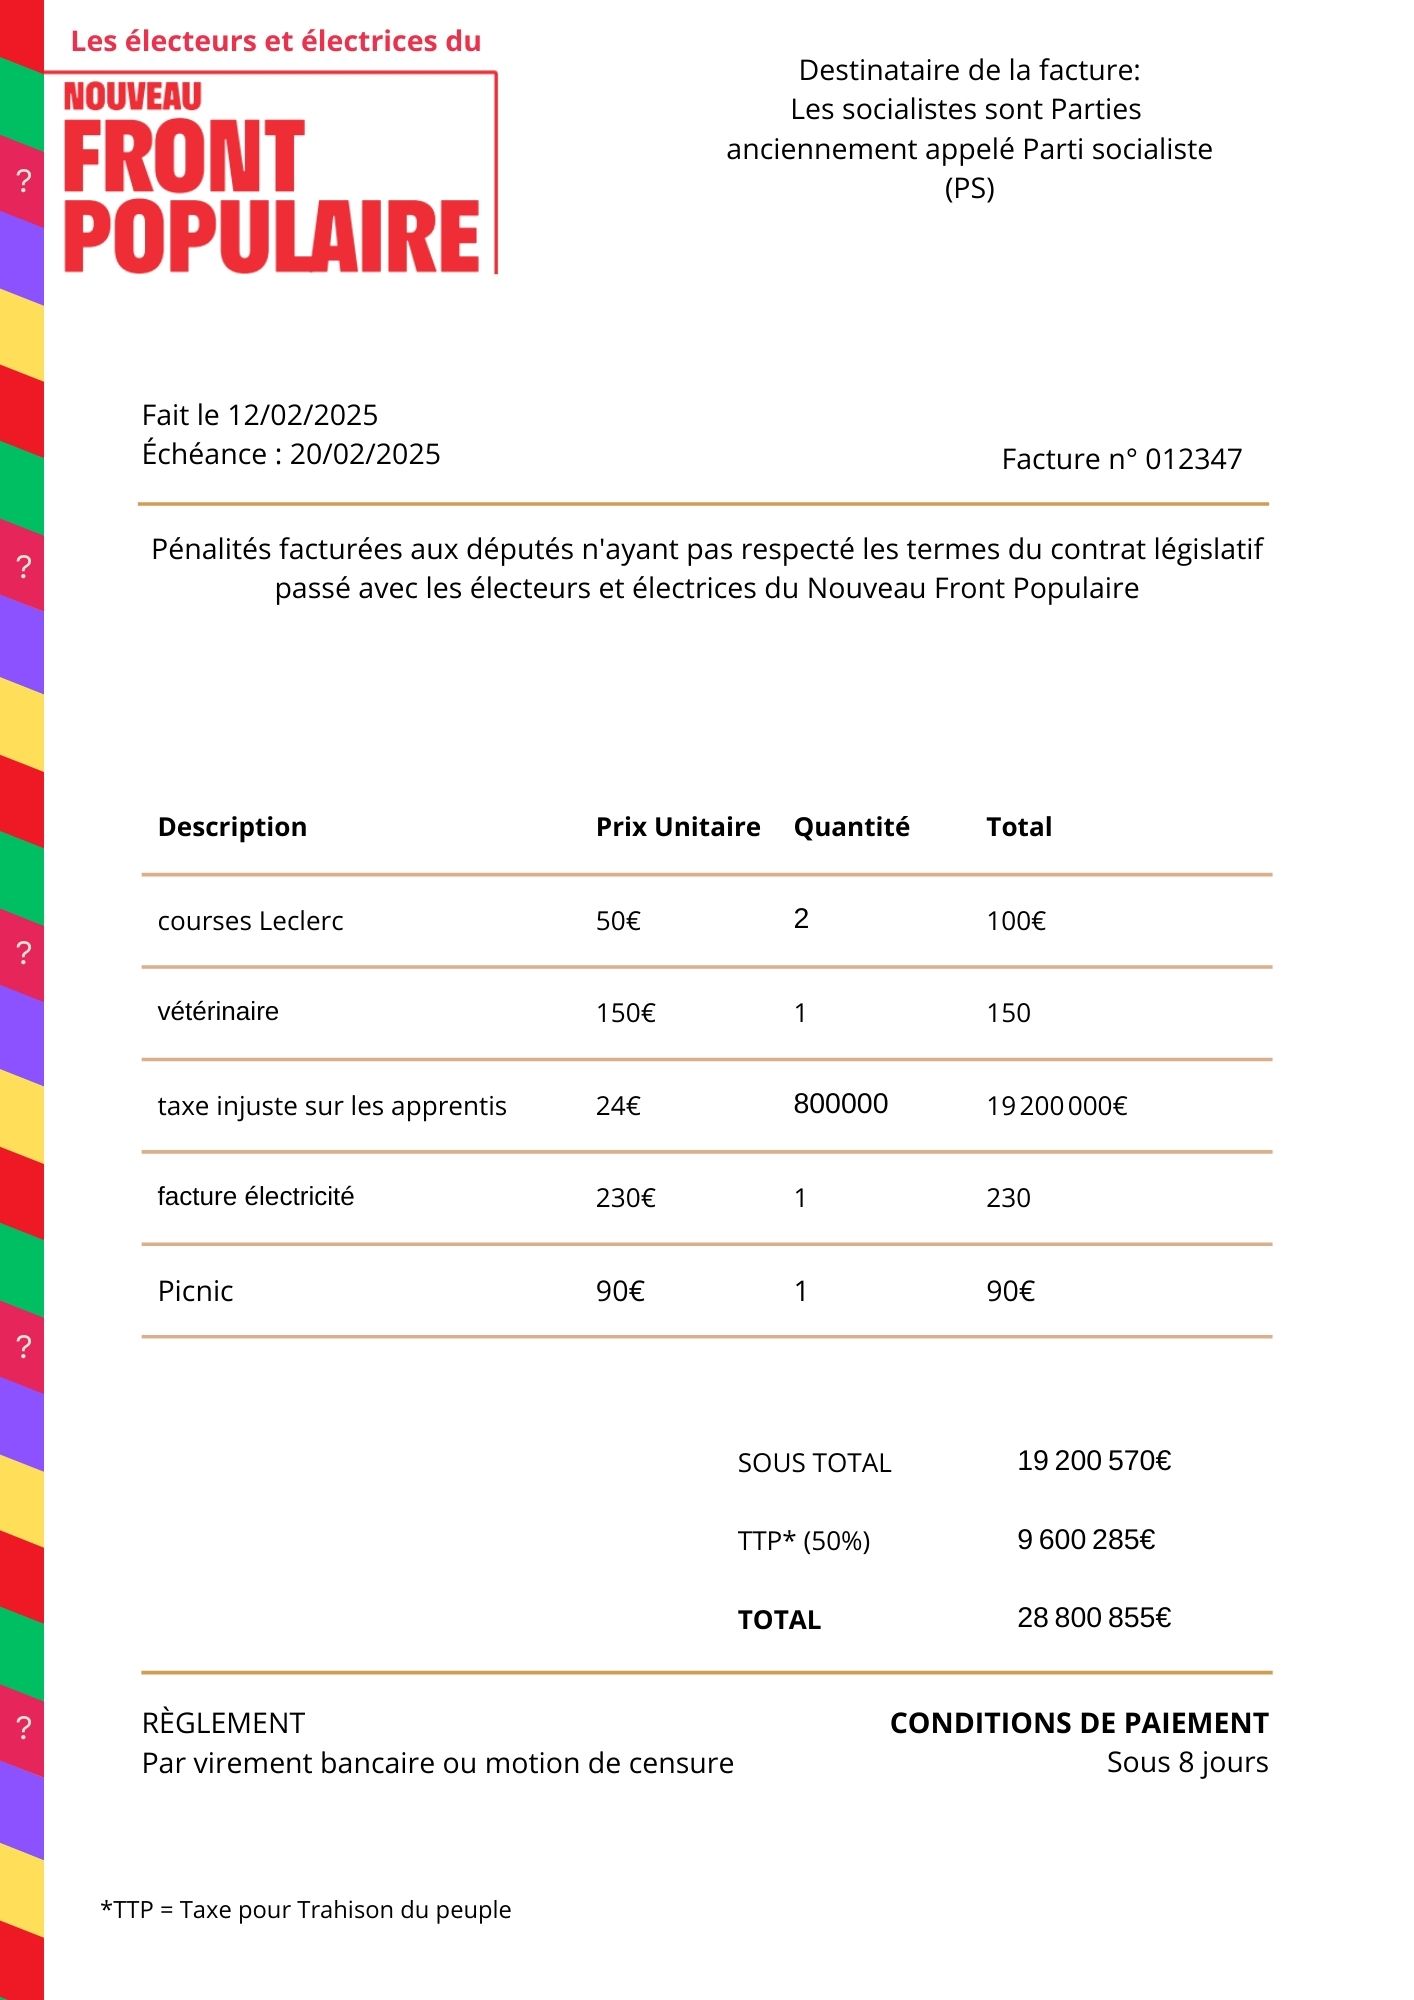 Les électeurs et électrices du
NOUVEAU
FRONT
POPULAIRE
Destinataire de la facture:
Les socialistes sont Parties
anciennement appelé Parti socialiste
(PS)
?
Fait le 12/02/2025
Échéance : 20/02/2025
Facture n° 012347
Pénalités facturées aux députés n'ayant pas respecté les termes du contrat législatif
passé avec les électeurs et électrices du Nouveau Front Populaire
?
Description Prix Unitaire Quantité Total
courses Leclerc 50€ 2 100€
?
vétérinaire 150€ 1 150
taxe injuste sur les apprentis 24€ 800000 19 200 000€
facture électricité 230€ 1 230
Picnic 90€ 1 90€
?
SOUS TOTAL 19 200 570€
TTP* (50%) 9 600 285€
TOTAL 28 800 855€
?
RÈGLEMENT
Par virement bancaire ou motion de censure
CONDITIONS DE PAIEMENT
Sous 8 jours
*TTP = Taxe pour Trahison du peuple